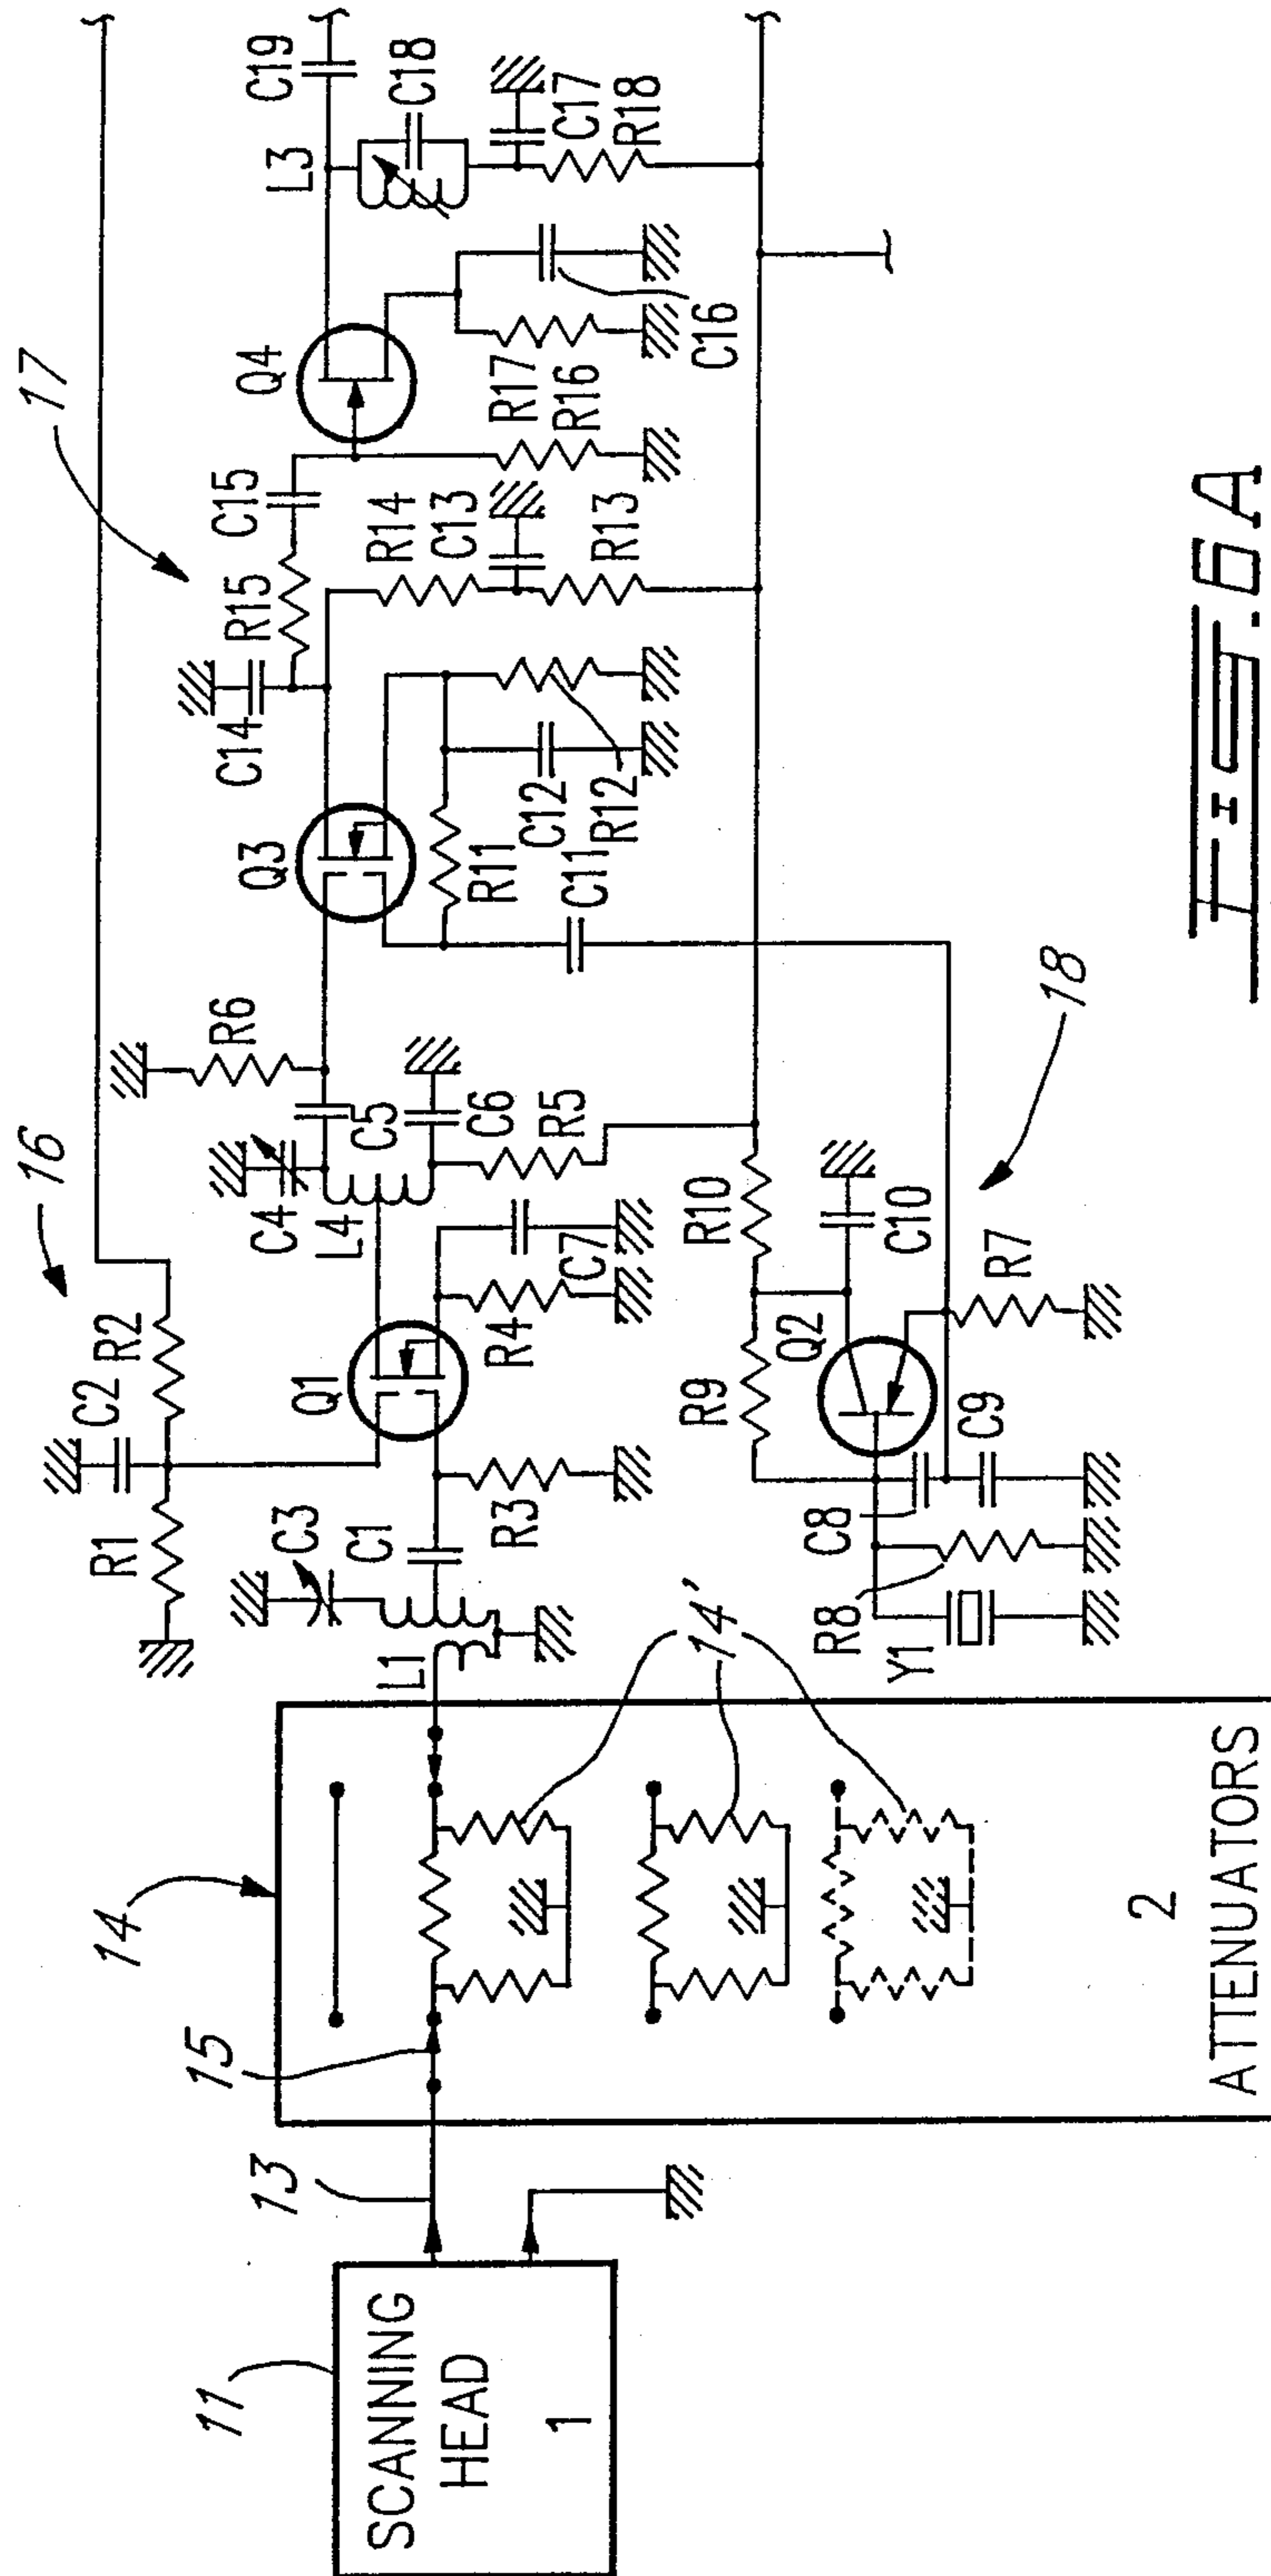 11
SCANNING
HEAD
1
13
15
14
14'
2
ATTENUATORS
L1
C3
C1
R3
R1
C2
R2
16
Q1
R4
C7
C4
L4
C5
C6
R5
R6
Y1
R8
C8
C9
R9
Q2
R10
C10
R7
18
Q3
R11
C11
C12
R12
C14
R15
C15
17
R14
C13
R13
Q4
R17
R16
C16
L3
C19
C18
C17
R18
FIG. 6A